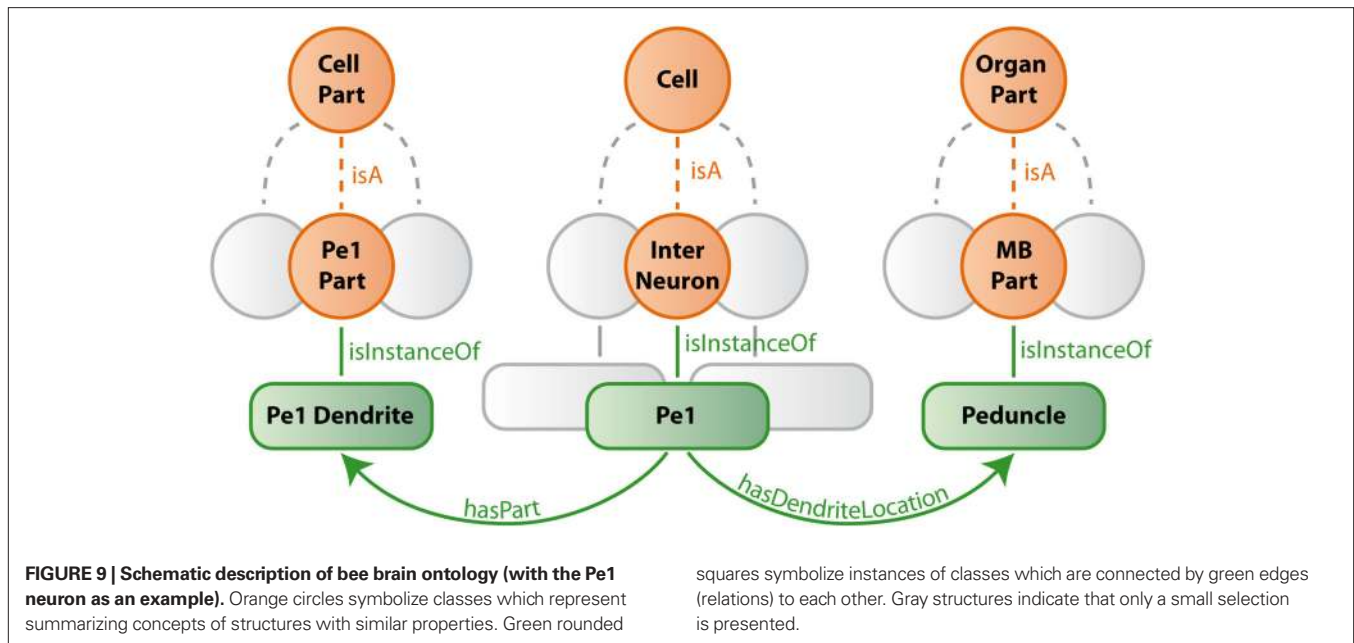 Cell
Part
Cell
Organ
Part
isA
isA
isA
Pe1
Part
Inter
Neuron
MB
Part
isInstanceOf
isInstanceOf
isInstanceOf
Pe1 Dendrite
Pe1
Peduncle
hasPart
hasDendriteLocation
FIGURE 9 | Schematic description of bee brain ontology (with the Pe1
neuron as an example). Orange circles symbolize classes which represent
summarizing concepts of structures with similar properties. Green rounded
squares symbolize instances of classes which are connected by green edges
(relations) to each other. Gray structures indicate that only a small selection
is presented.